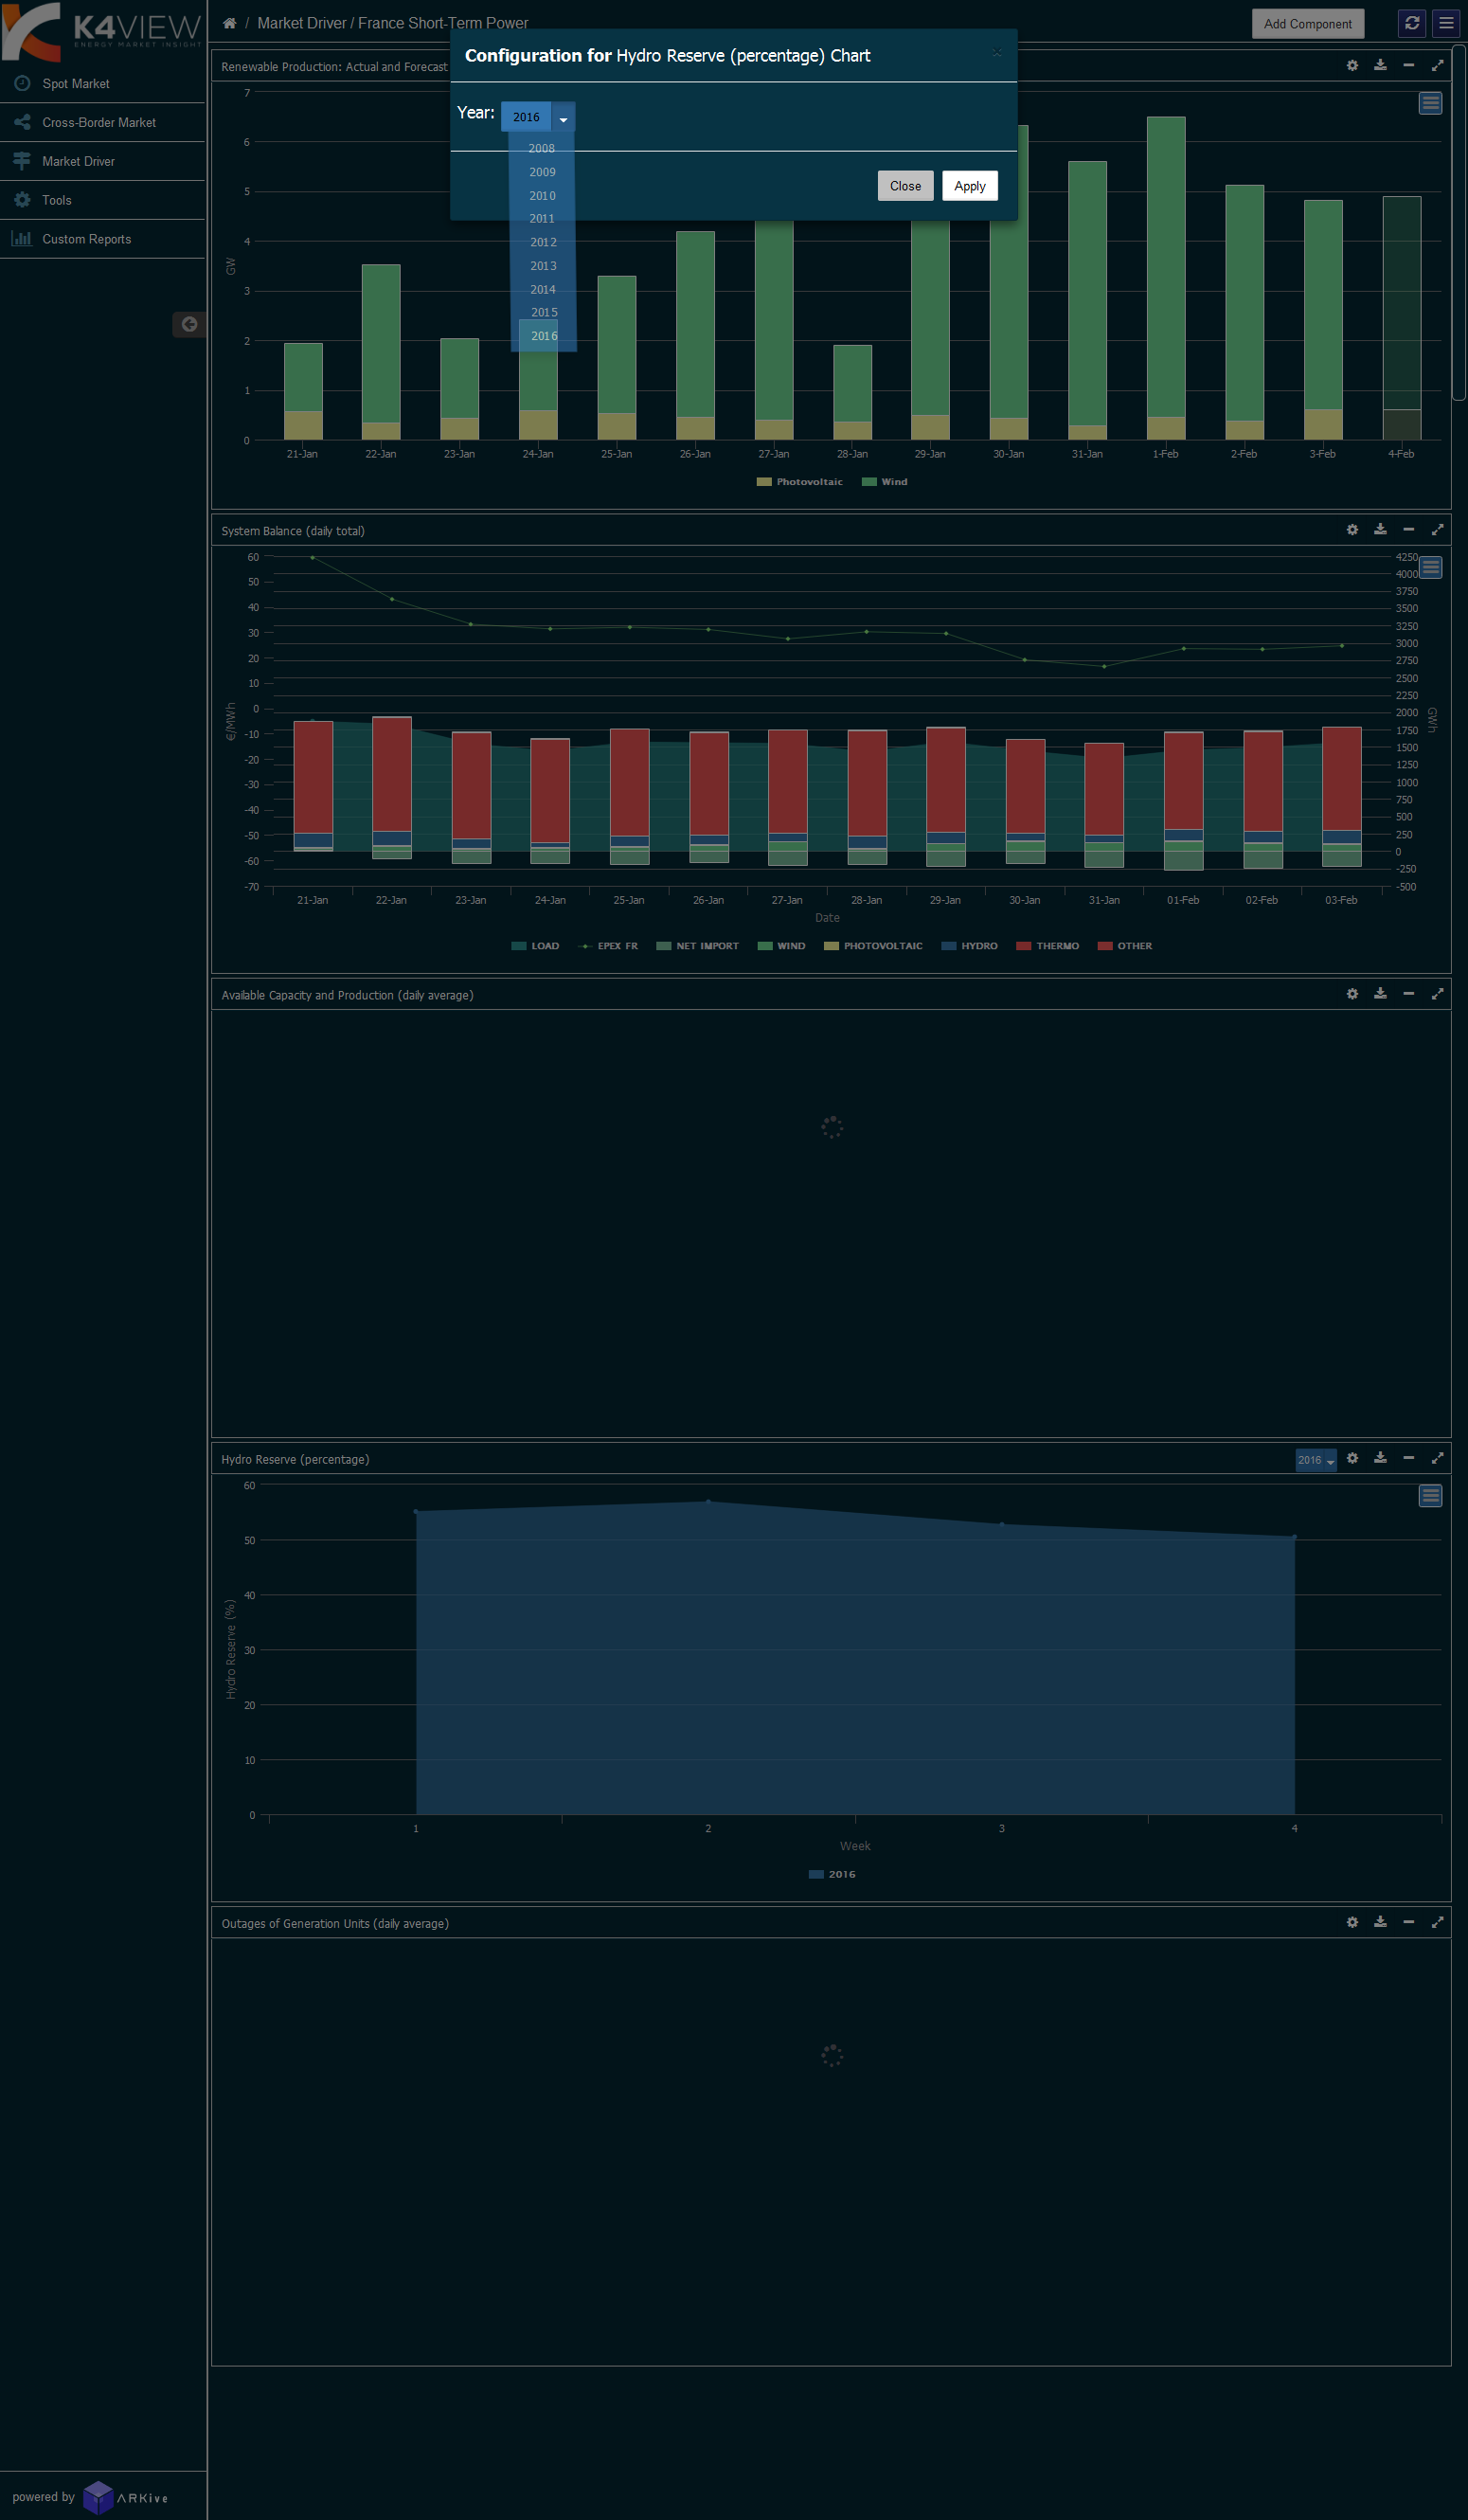 K4VIEW
ENERGY MARKET INSIGHT
/ Market Driver / France Short-Term Power
Add Component
Spot Market
Cross-Border Market
Market Driver
Tools
Custom Reports
Configuration for Hydro Reserve (percentage) Chart
×
Year: 2016
2008
2009
2010
2011
2012
2013
2014
2015
2016
Close Apply
Renewable Production: Actual and Forecast
7
6
5
4
3
2
1
0
GW
21-Jan 22-Jan 23-Jan 24-Jan 25-Jan 26-Jan 27-Jan 28-Jan 29-Jan 30-Jan 31-Jan 1-Feb 2-Feb 3-Feb 4-Feb
Photovoltaic Wind
System Balance (daily total)
60
50
40
30
20
10
0
-10
-20
-30
-40
-50
-60
-70
€/MWh
4250
4000
3750
3500
3250
3000
2750
2500
2250
2000
1750
1500
1250
1000
750
500
250
0
-250
-500
GWh
21-Jan 22-Jan 23-Jan 24-Jan 25-Jan 26-Jan 27-Jan 28-Jan 29-Jan 30-Jan 31-Jan 01-Feb 02-Feb 03-Feb
Date
LOAD EPEX FR NET IMPORT WIND PHOTOVOLTAIC HYDRO THERMO OTHER
Available Capacity and Production (daily average)
Hydro Reserve (percentage)
2016
60
50
40
30
20
10
0
Hydro Reserve (%)
1 2 3 4
Week
2016
Outages of Generation Units (daily average)
powered by ARKive